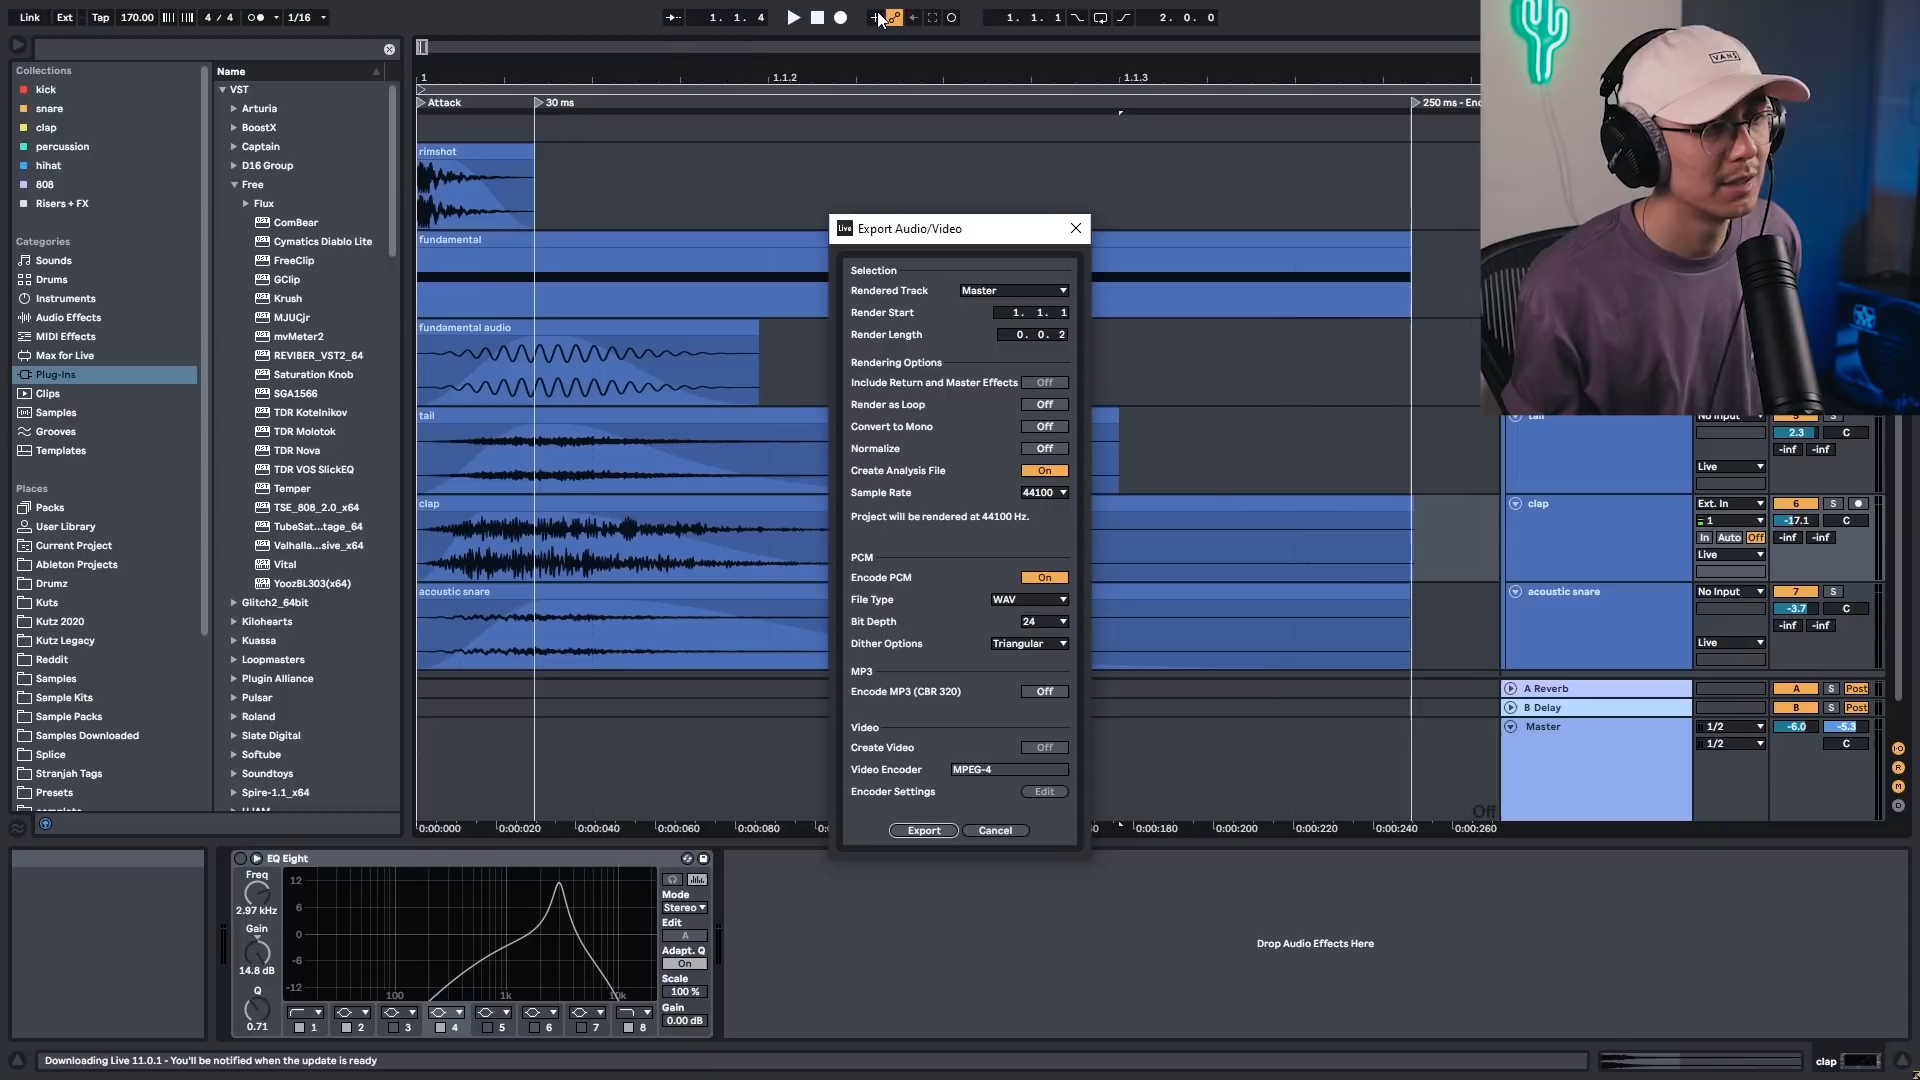 Link Ext Tap 170.00 4 / 4 1/16 1. 1. 4 1. 1. 1 2. 0. 0
Collections
kick
snare
clap
percussion
hihat
808
Risers + FX
Categories
Sounds
Drums
Instruments
Audio Effects
MIDI Effects
Max for Live
Plug-Ins
Clips
Samples
Grooves
Templates
Places
Packs
User Library
Current Project
Ableton Projects
Drumz
Kuts
Kutz 2020
Kutz Legacy
Reddit
Samples
Sample Kits
Sample Packs
Samples Downloaded
Splice
Stranjah Tags
Presets
Name
VST
Arturia
BoostX
Captain
D16 Group
Free
Flux
ComBear
Cymatics Diablo Lite
FreeClip
GClip
Krush
MJUCjr
mvMeter2
REVIBER_VST2_64
Saturation Knob
SGA1566
TDR Kotelnikov
TDR Molotok
TDR Nova
TDR VOS SlickEQ
Temper
TSE_808_2.0_x64
TubeSat...tage_64
Valhalla...sive_x64
Vital
YoozBL303(x64)
Glitch2_64bit
Kilohearts
Kuassa
Loopmasters
Plugin Alliance
Pulsar
Roland
Slate Digital
Softube
Soundtoys
Spire-1.1_x64
1 1.1.2 1.1.3
Attack 30 ms 250 ms - End
rimshot
fundamental
fundamental audio
tail
clap
acoustic snare
0:00:000 0:00:020 0:00:040 0:00:060 0:00:080 0:00:180 0:00:200 0:00:220 0:00:240 0:00:260
Off
Live Export Audio/Video
Selection
Rendered Track Master
Render Start 1. 1. 1
Render Length 0. 0. 2
Rendering Options
Include Return and Master Effects Off
Render as Loop Off
Convert to Mono Off
Normalize Off
Create Analysis File On
Sample Rate 44100
Project will be rendered at 44100 Hz.
PCM
Encode PCM On
File Type WAV
Bit Depth 24
Dither Options Triangular
MP3
Encode MP3 (CBR 320) Off
Video
Create Video Off
Video Encoder MPEG-4
Encoder Settings Edit
Export Cancel
VANS
tail No Input 5 S
2.3 C
-inf -inf
Live
clap Ext. In 6 S
1 -17.1 C
In Auto Off -inf -inf
Live
acoustic snare No Input 7 S
-3.7 C
-inf -inf
Live
A Reverb A S Post
B Delay B S Post
Master 1/2 -6.0 -5.3
1/2 C
I·O
R
M
D
EQ Eight
Freq
2.97 kHz
Gain
14.8 dB
Q
0.71
12
6
0
-6
-12
100 1k 10k
1 2 3 4 5 6 7 8
Mode
Stereo
Edit
A
Adapt. Q
On
Scale
100 %
Gain
0.00 dB
Drop Audio Effects Here
Downloading Live 11.0.1 - You'll be notified when the update is ready
clap